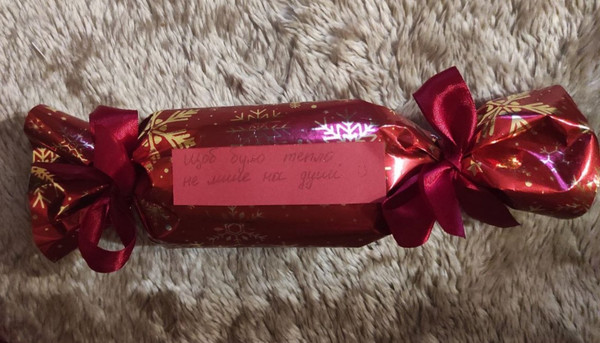 Щоб було тепло
не лише на душі :)